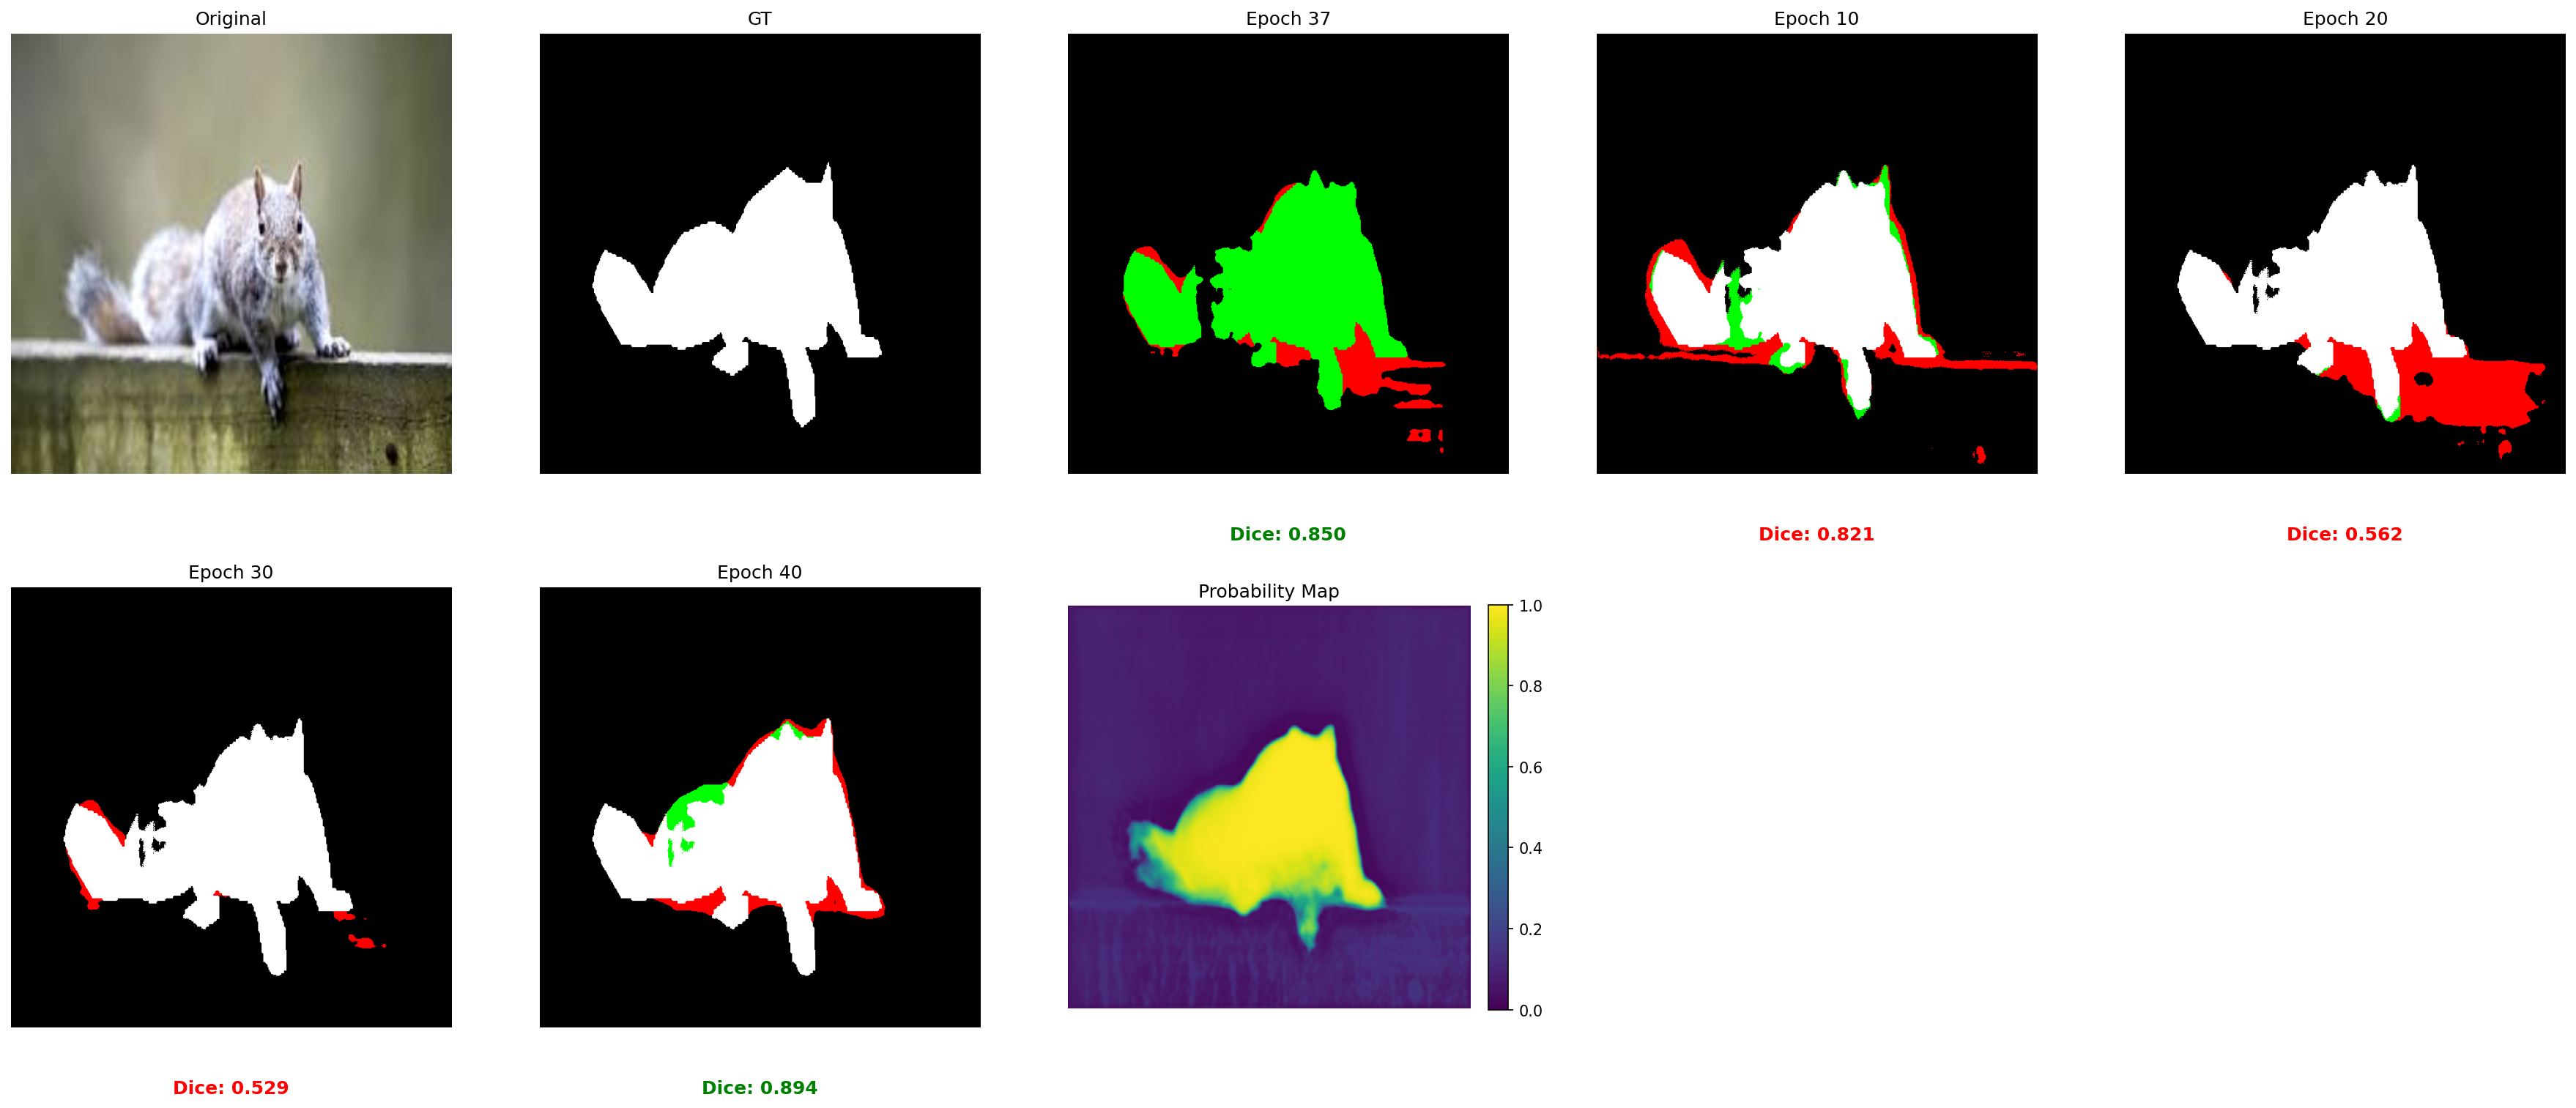 Original
GT
Epoch 37
Epoch 10
Epoch 20
Dice: 0.850
Dice: 0.821
Dice: 0.562
Epoch 30
Epoch 40
Probability Map
1.0
0.8
0.6
0.4
0.2
0.0
Dice: 0.529
Dice: 0.894